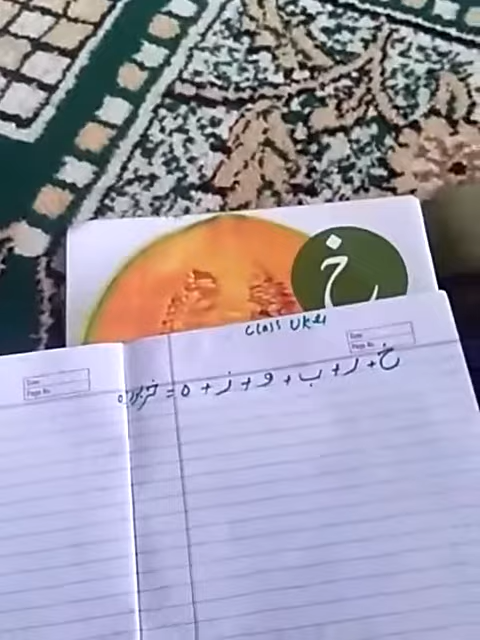 خ
Class UKG
Date:
Page No.
Date:
Page No.
خ + ر + ب + و + ز + ہ = خربوزہ